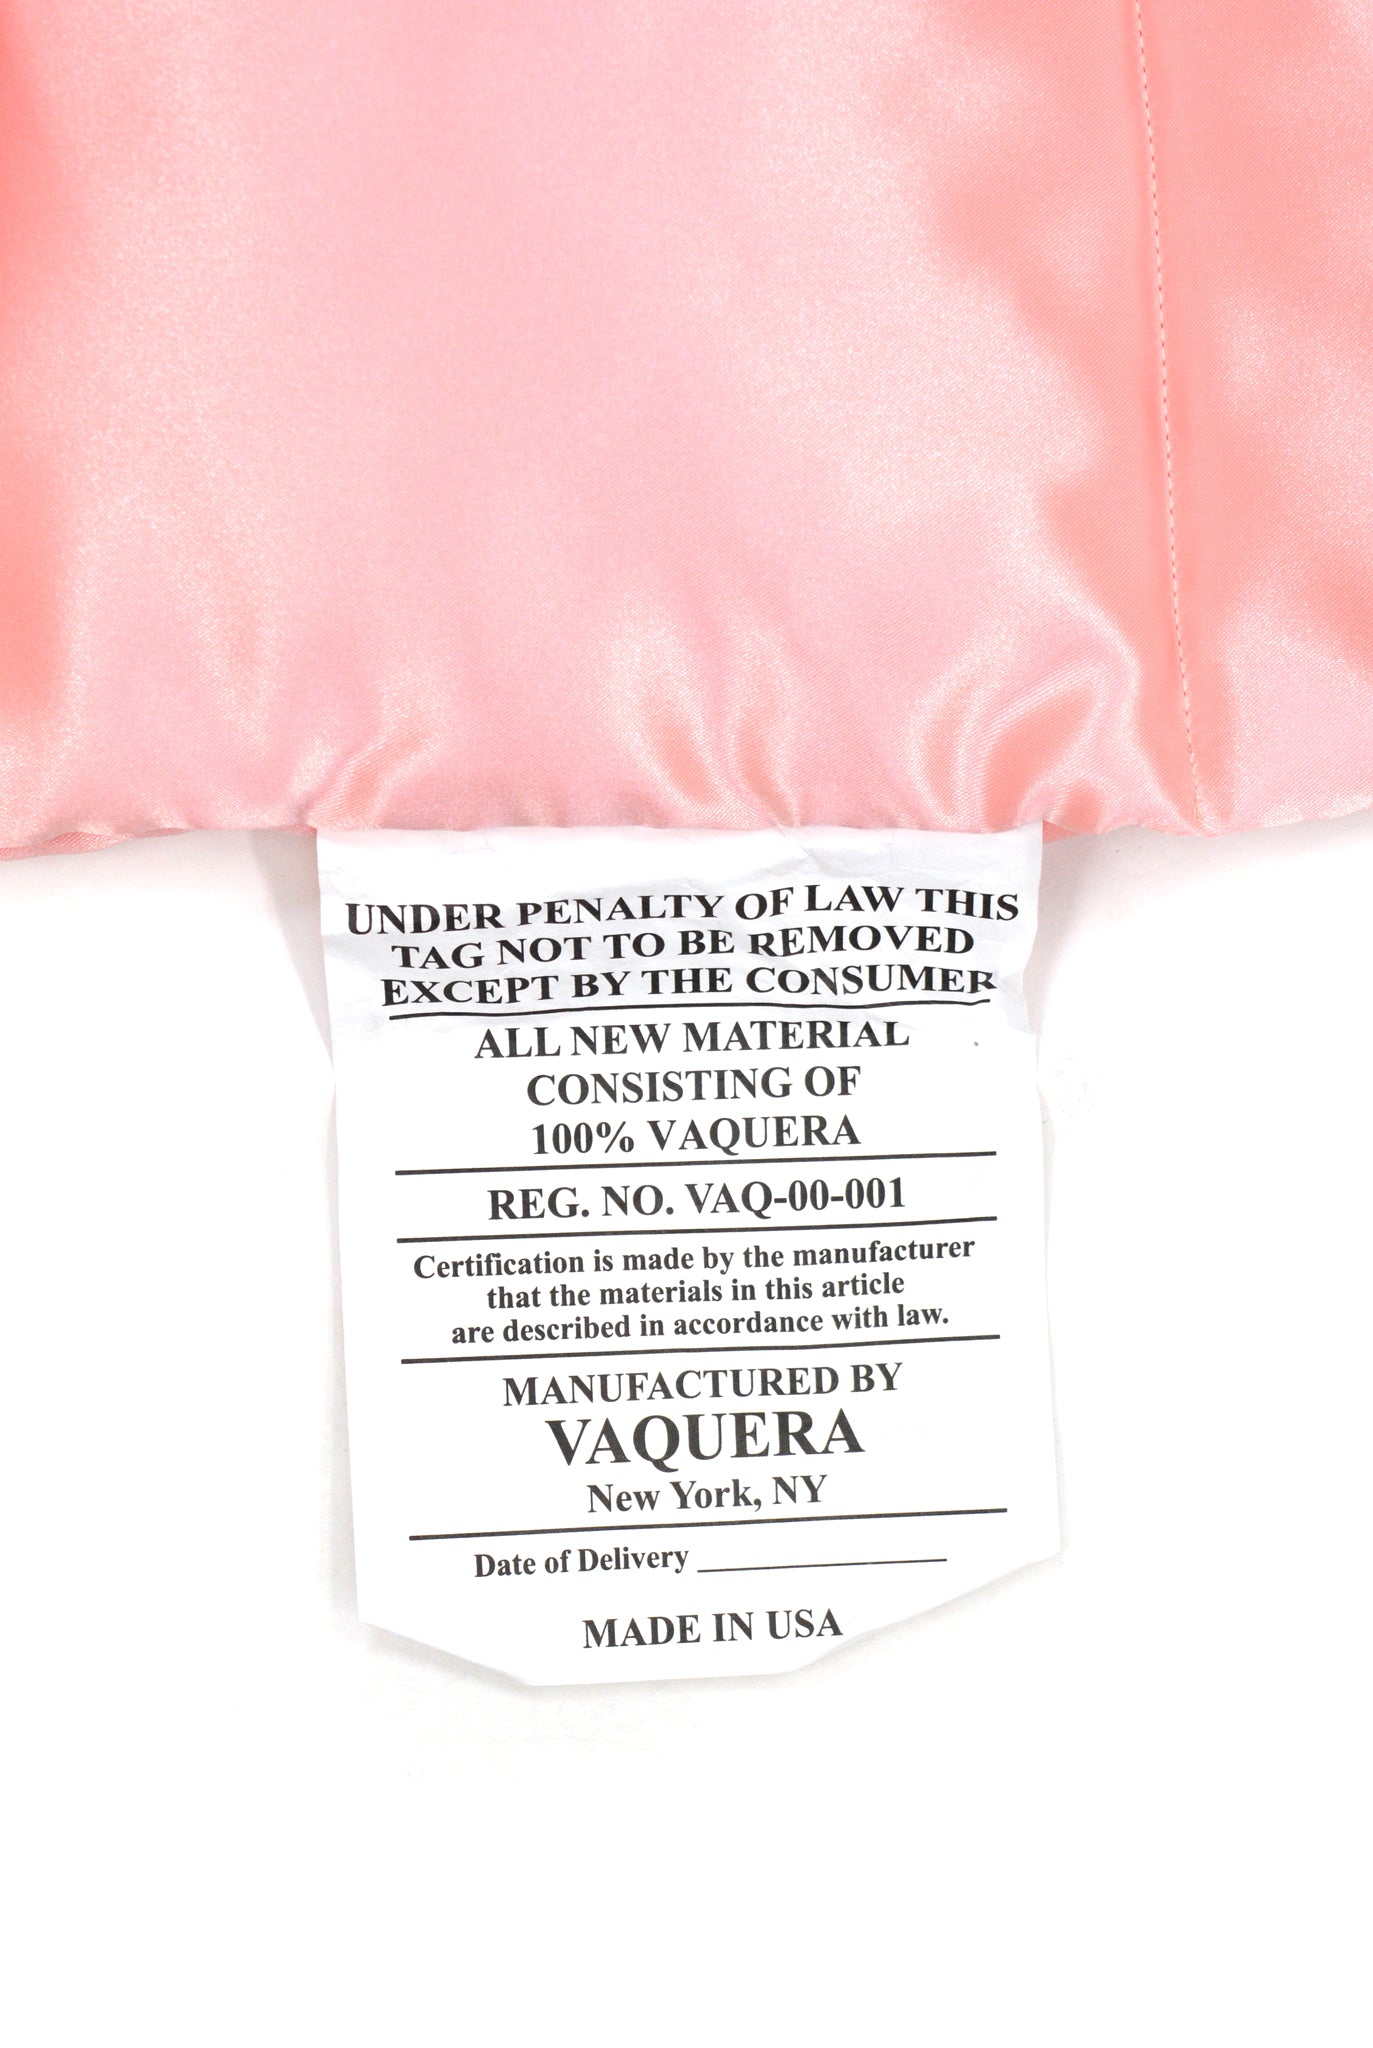 UNDER PENALTY OF LAW THIS
TAG NOT TO BE REMOVED
EXCEPT BY THE CONSUMER
ALL NEW MATERIAL
CONSISTING OF
100% VAQUERA
REG. NO. VAQ-00-001
Certification is made by the manufacturer
that the materials in this article
are described in accordance with law.
MANUFACTURED BY
VAQUERA
New York, NY
Date of Delivery
MADE IN USA